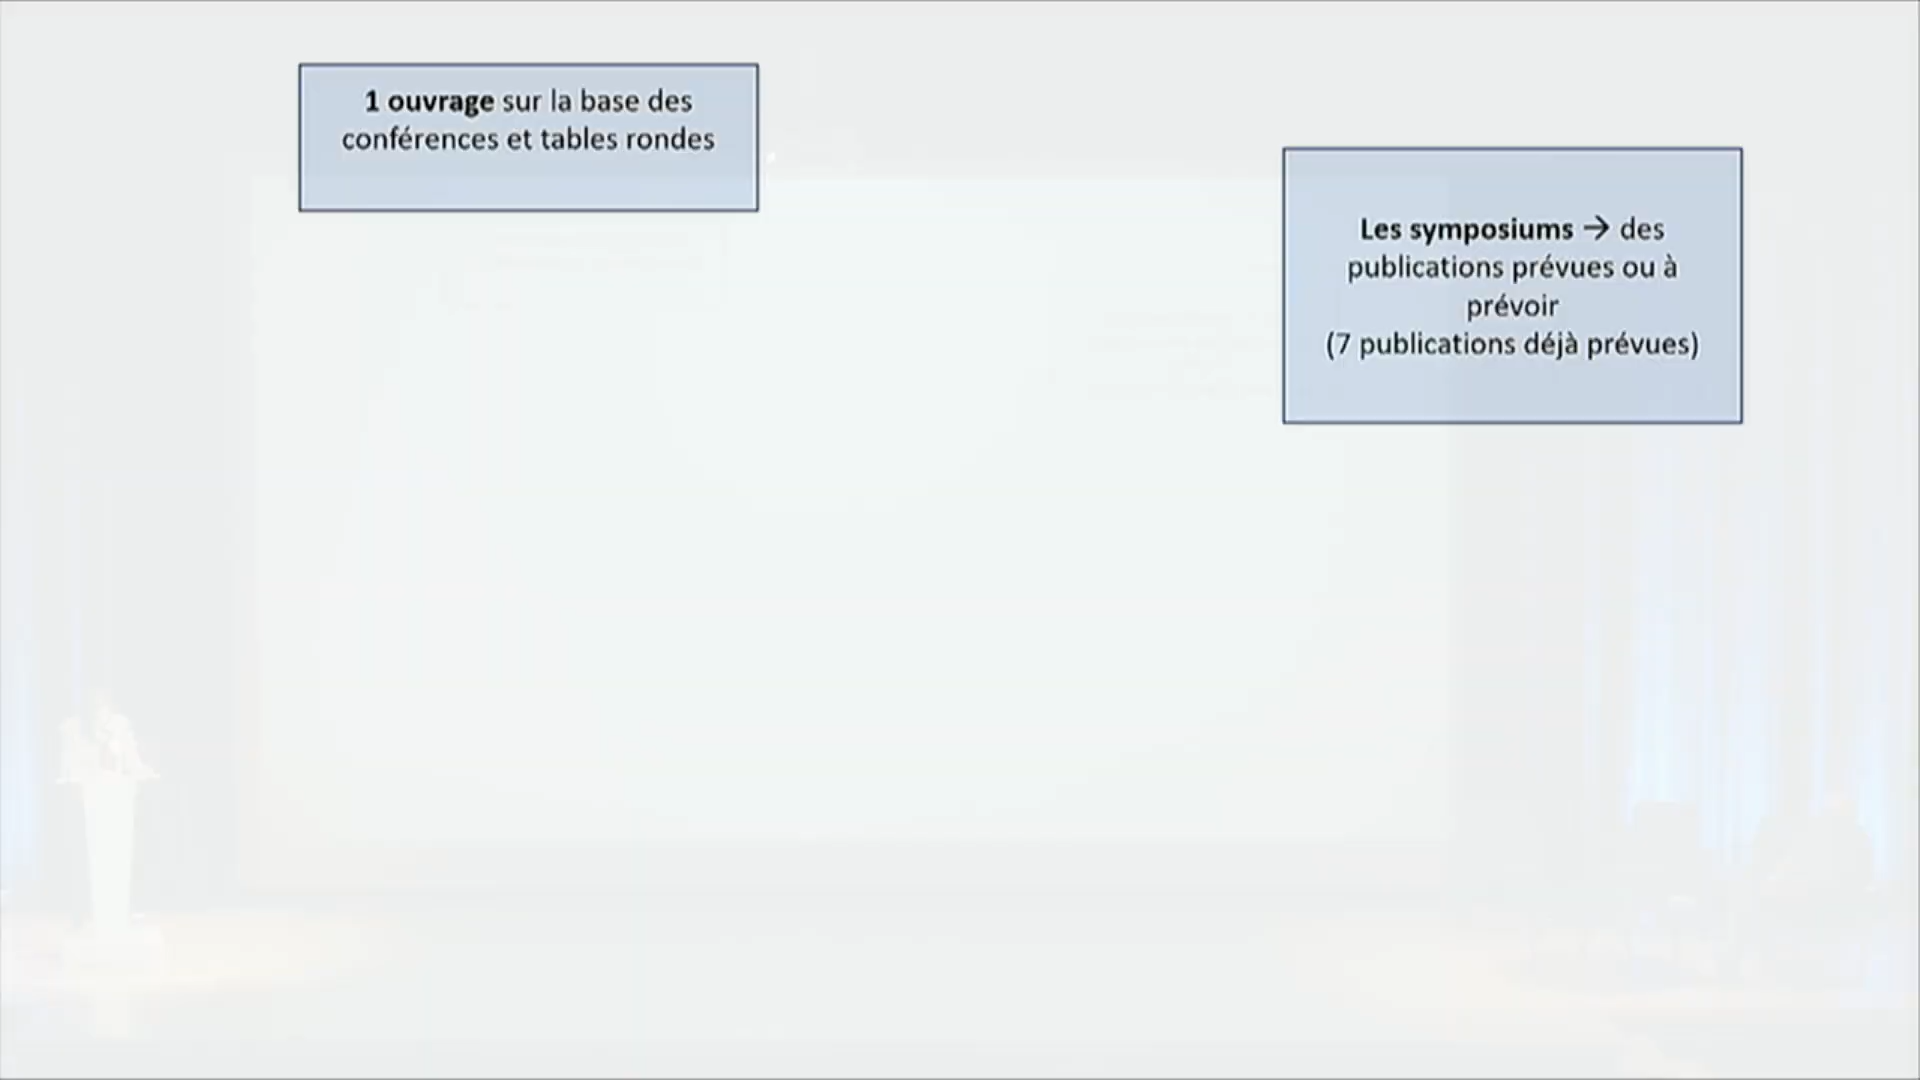 1 ouvrage sur la base des
conférences et tables rondes
Les symposiums → des
publications prévues ou à
prévoir
(7 publications déjà prévues)